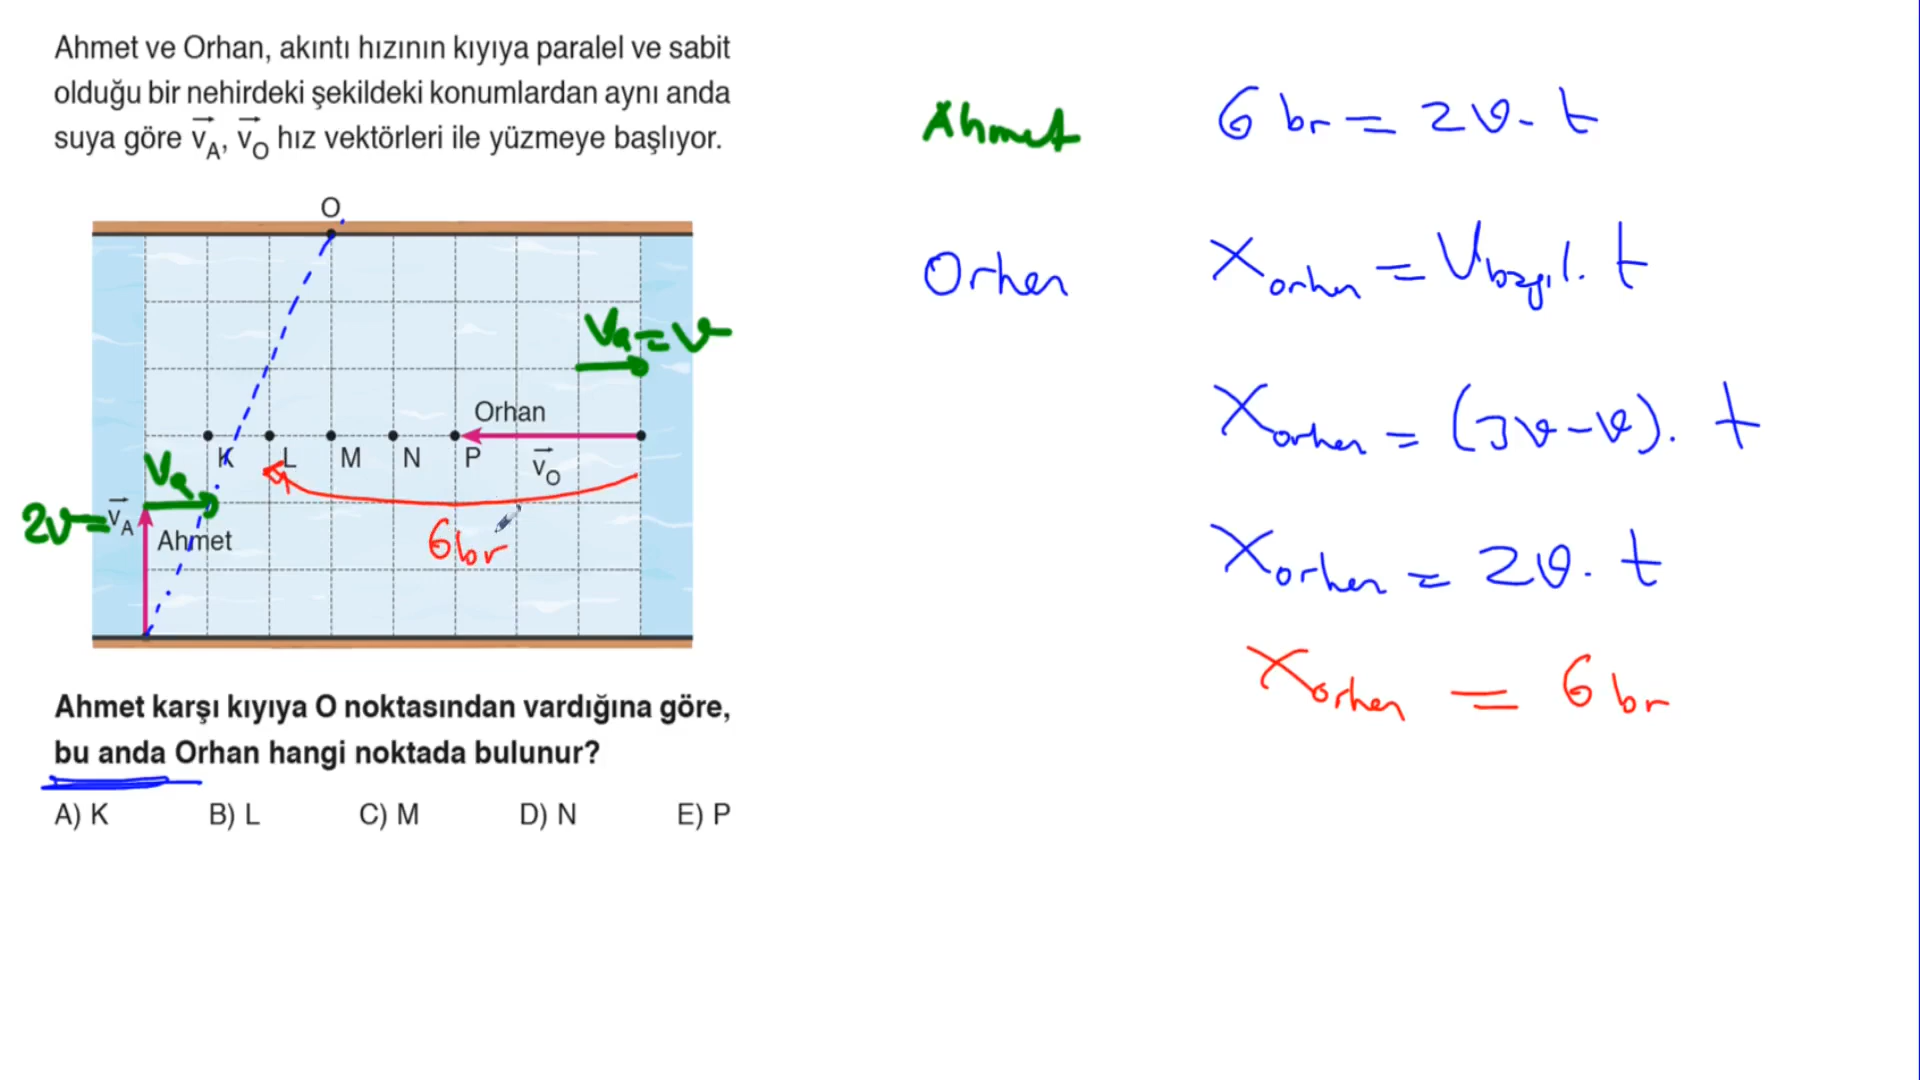 Ahmet ve Orhan, akıntı hızının kıyıya paralel ve sabit
olduğu bir nehirdeki şekildeki konumlardan aynı anda
suya göre v⃗A, v⃗O hız vektörleri ile yüzmeye başlıyor.
O
Va = v
Orhan
K L M N P
v⃗O
Va
2v = v⃗A
Ahmet
6 br
Ahmet karşı kıyıya O noktasından vardığına göre,
bu anda Orhan hangi noktada bulunur?
A) K B) L C) M D) N E) P
Ahmet 6 br = 2v. t
Orhan Xorhan = Vbağıl. t
Xorhan = (3v-v). t
Xorhan = 2v. t
Xorhan = 6 br